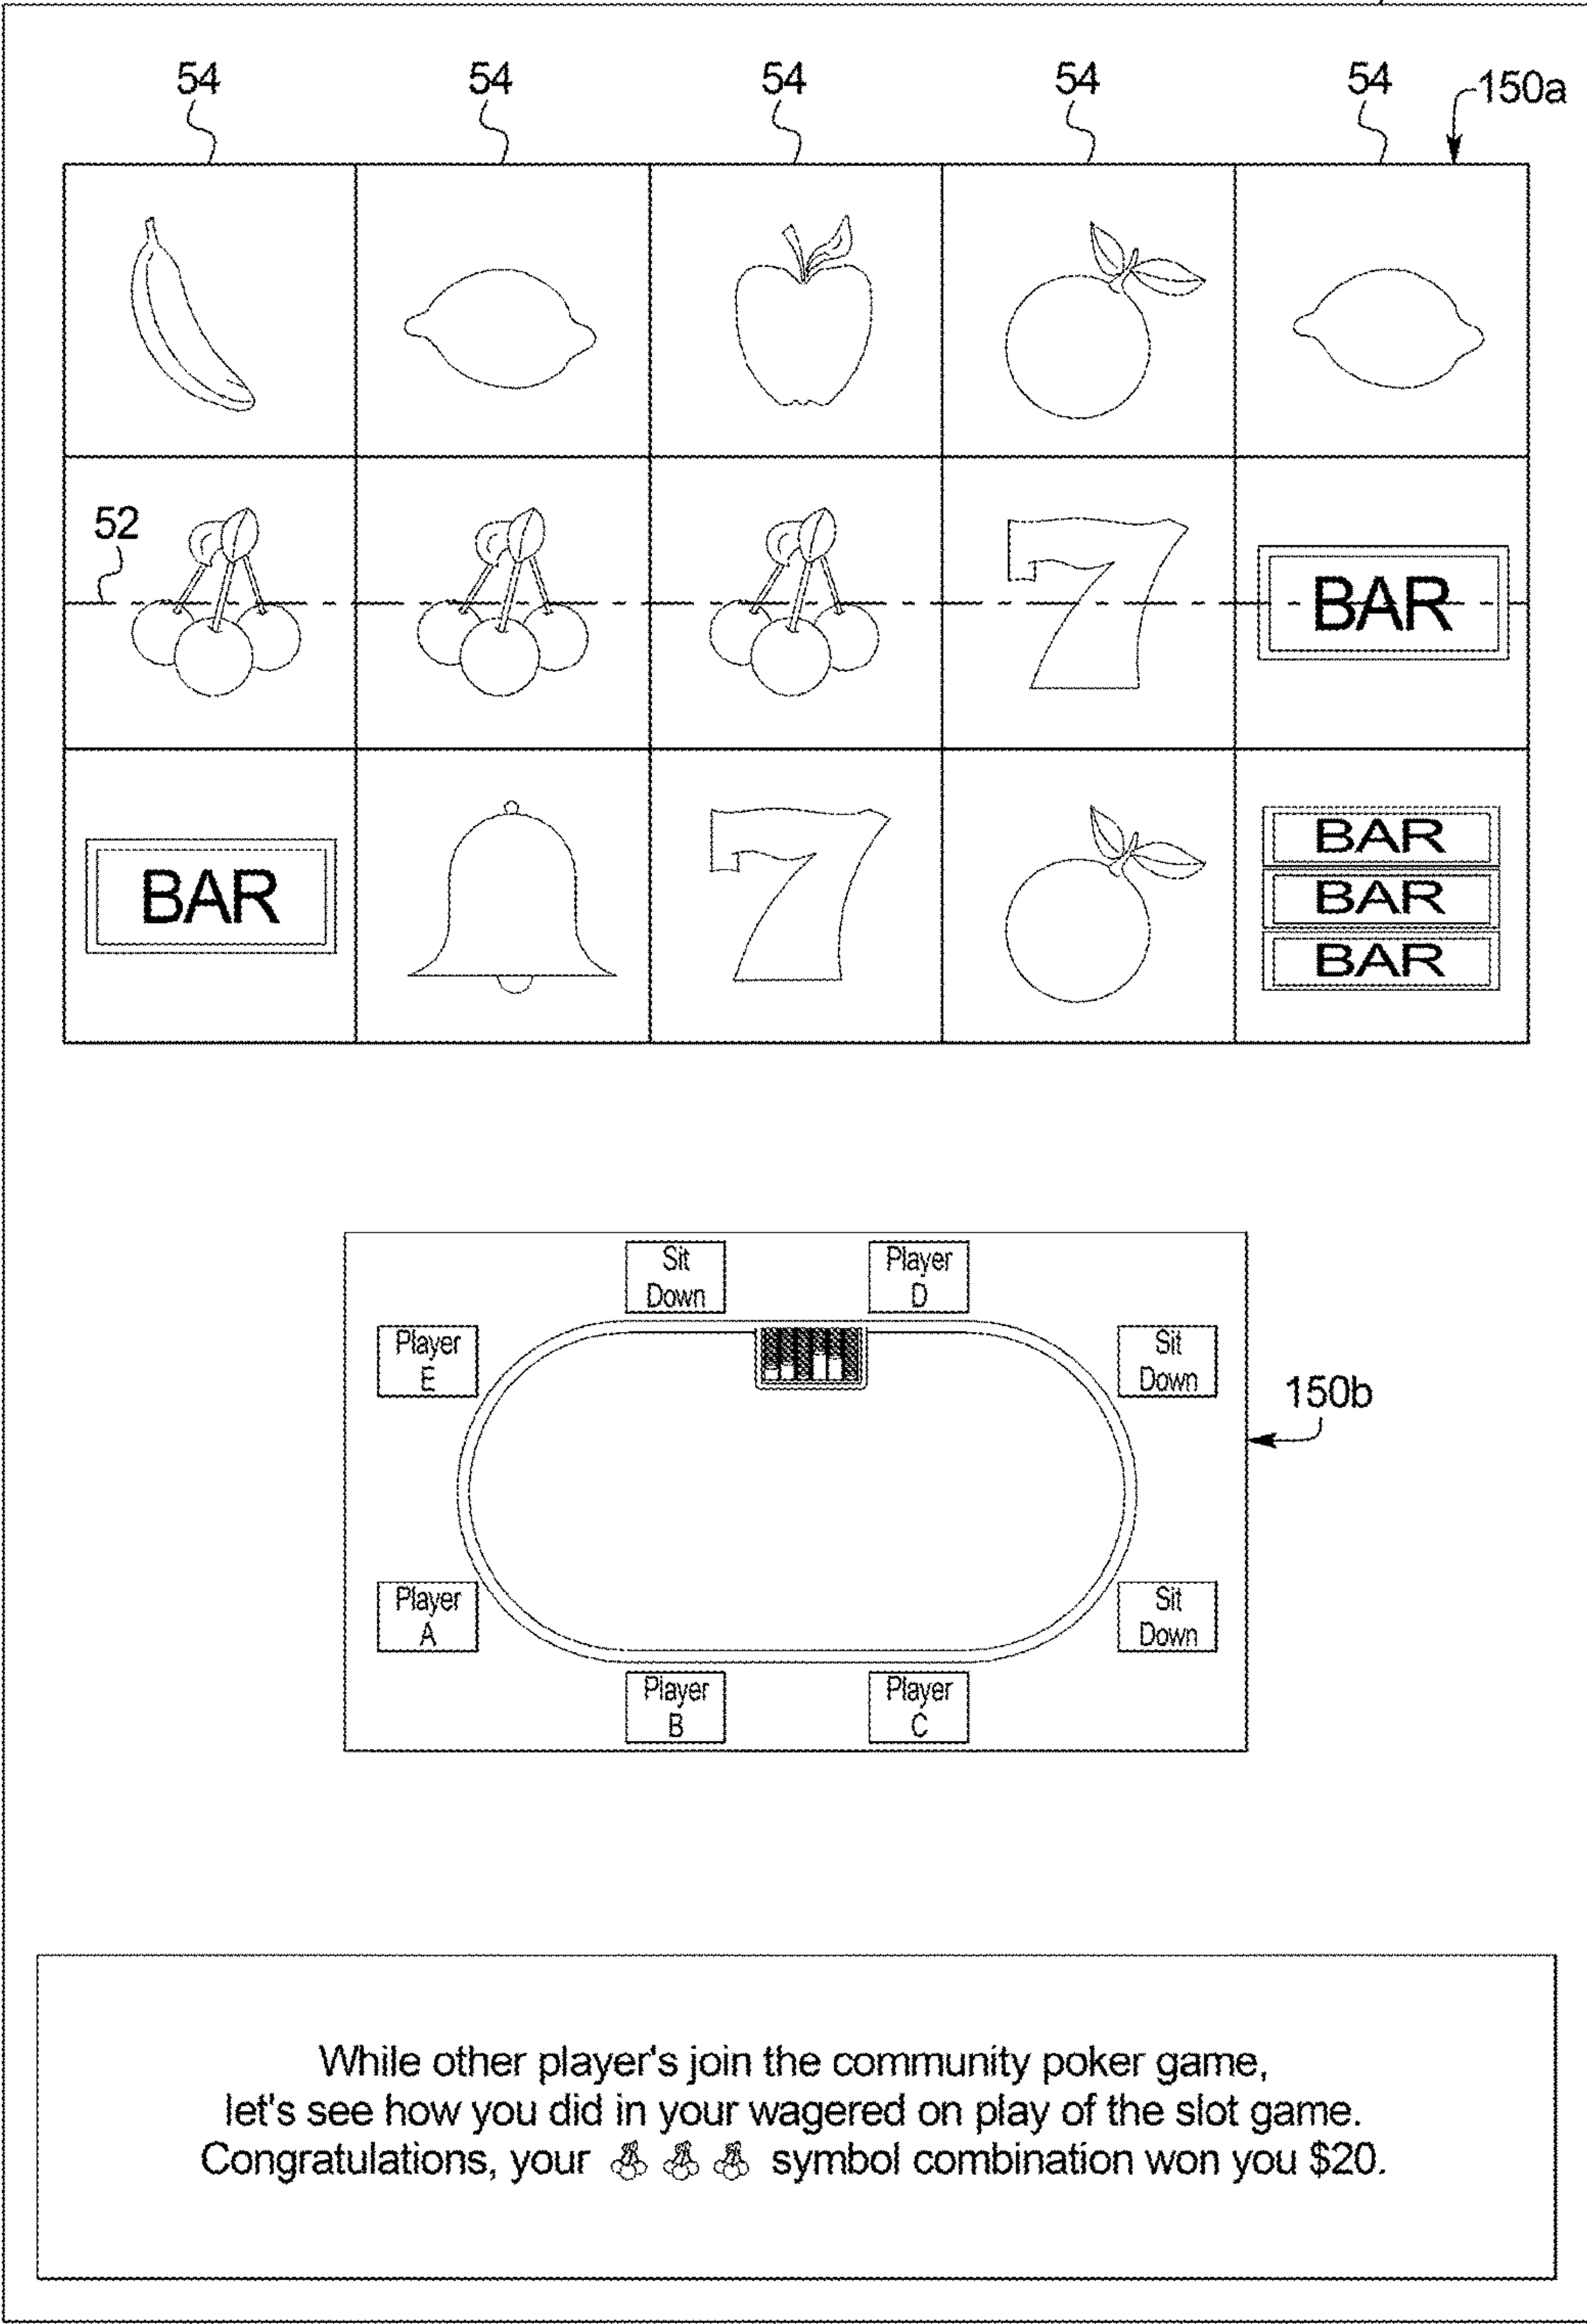 54 54 54 54 54 150a
52
7 BAR
BAR 7 BAR
BAR
BAR
Sit
Down
Player
D
Player
E
Sit
Down
150b
Player
A
Sit
Down
Player
B
Player
C
While other player's join the community poker game,
let's see how you did in your wagered on play of the slot game.
Congratulations, your symbol combination won you $20.